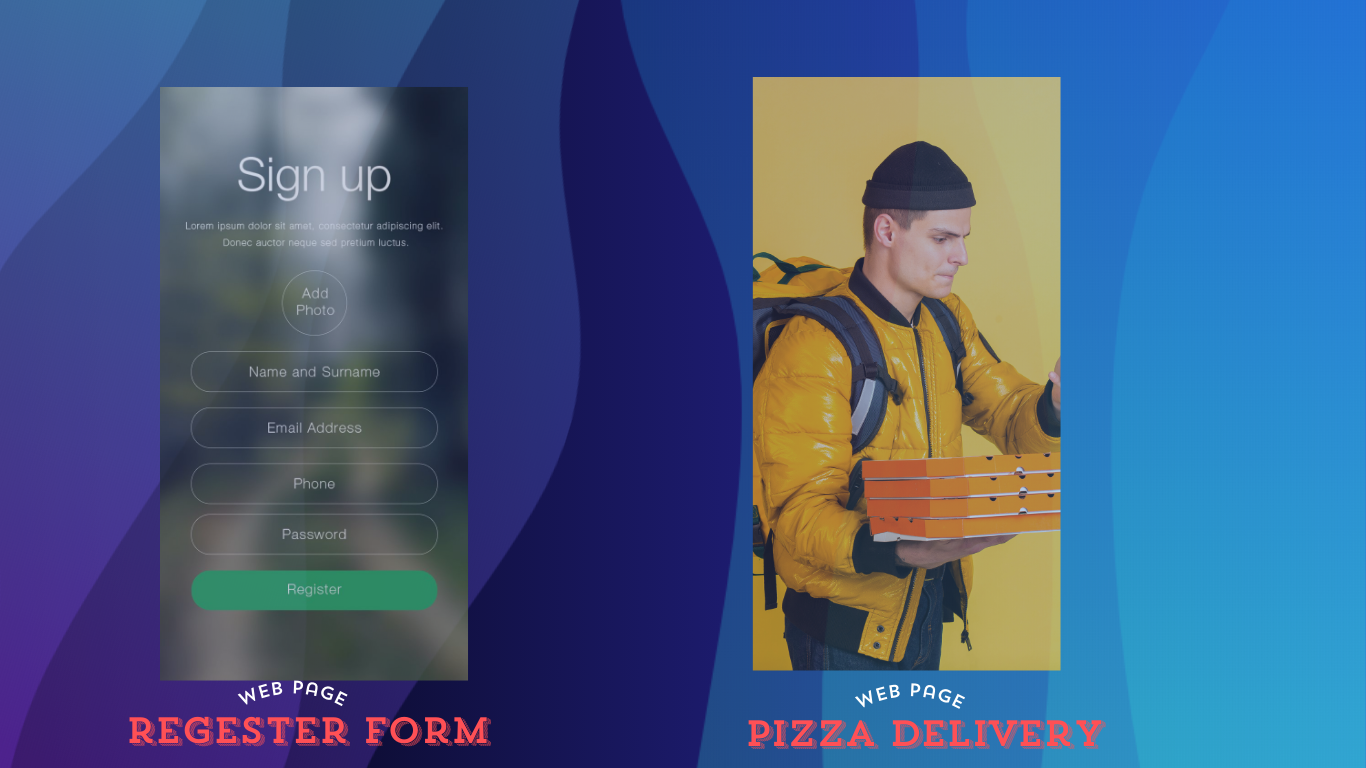 Sign up
Lorem ipsum dolor sit amet, consectetur adipiscing elit.
Donec auctor neque sed pretium luctus.
Add
Photo
Name and Surname
Email Address
Phone
Password
Register
WEB PAGE
REGESTER FORM
WEB PAGE
PIZZA DELIVERY